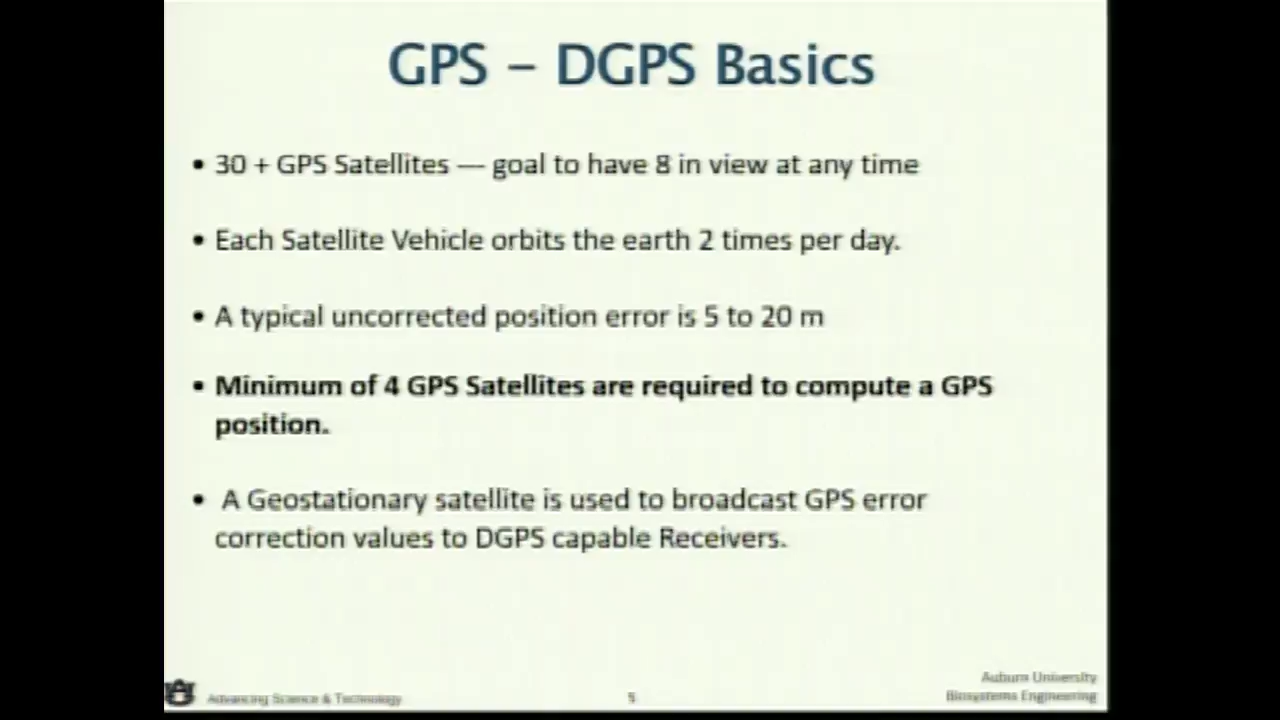 GPS – DGPS Basics
• 30 + GPS Satellites — goal to have 8 in view at any time
• Each Satellite Vehicle orbits the earth 2 times per day.
• A typical uncorrected position error is 5 to 20 m
• Minimum of 4 GPS Satellites are required to compute a GPS
position.
• A Geostationary satellite is used to broadcast GPS error
correction values to DGPS capable Receivers.
Advancing Science & Technology
5
Auburn University
Biosystems Engineering